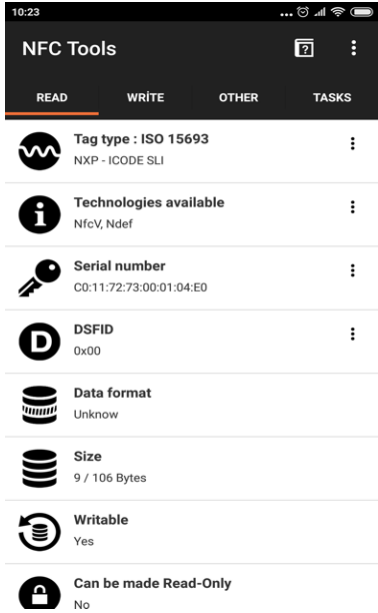 10:23
NFC Tools
READ WRİTE OTHER TASKS
Tag type : ISO 15693
NXP - ICODE SLI
Technologies available
NfcV, Ndef
Serial number
C0:11:72:73:00:01:04:E0
DSFID
0x00
Data format
Unknow
Size
9 / 106 Bytes
Writable
Yes
Can be made Read-Only
No